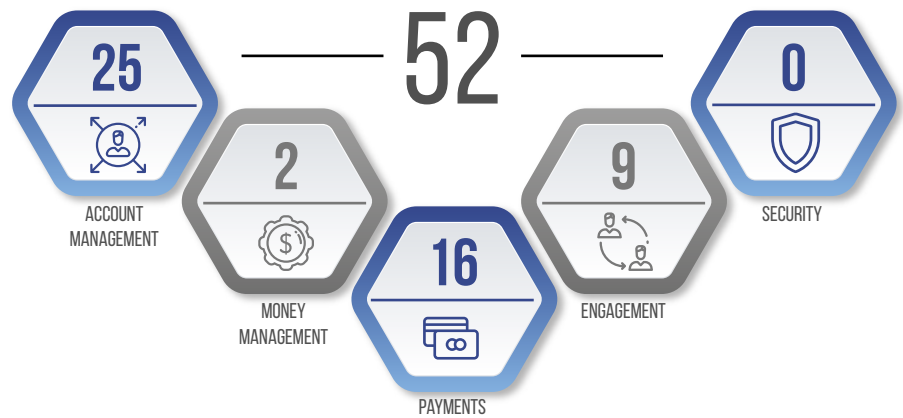 52
25
ACCOUNT
MANAGEMENT
2
$
MONEY
MANAGEMENT
16
PAYMENTS
9
ENGAGEMENT
0
SECURITY